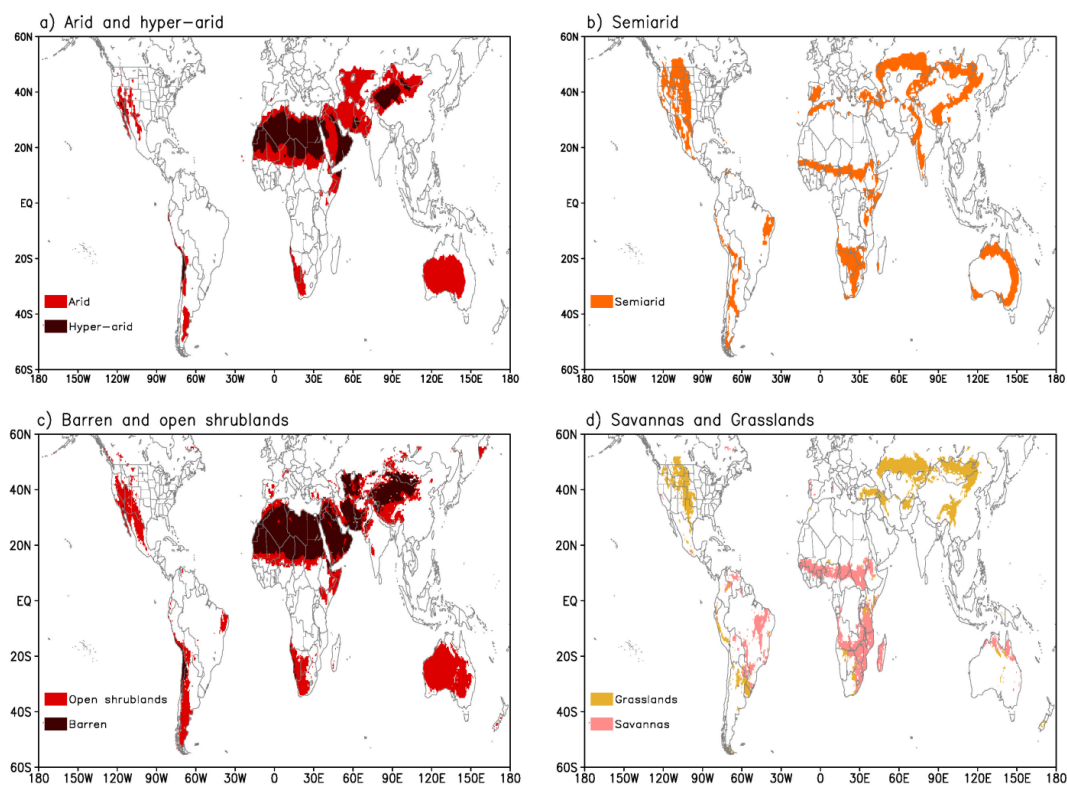 a) Arid and hyper-arid
60N
40N
20N
EQ
20S
40S
60S
Arid
Hyper-arid
180 150W 120W 90W 60W 30W 0 30E 60E 90E 120E 150E 180
b) Semiarid
60N
40N
20N
EQ
20S
40S
60S
Semiarid
180 150W 120W 90W 60W 30W 0 30E 60E 90E 120E 150E 180
c) Barren and open shrublands
60N
40N
20N
EQ
20S
40S
60S
Open shrublands
Barren
180 150W 120W 90W 60W 30W 0 30E 60E 90E 120E 150E 180
d) Savannas and Grasslands
60N
40N
20N
EQ
20S
40S
60S
Grasslands
Savannas
180 150W 120W 90W 60W 30W 0 30E 60E 90E 120E 150E 180